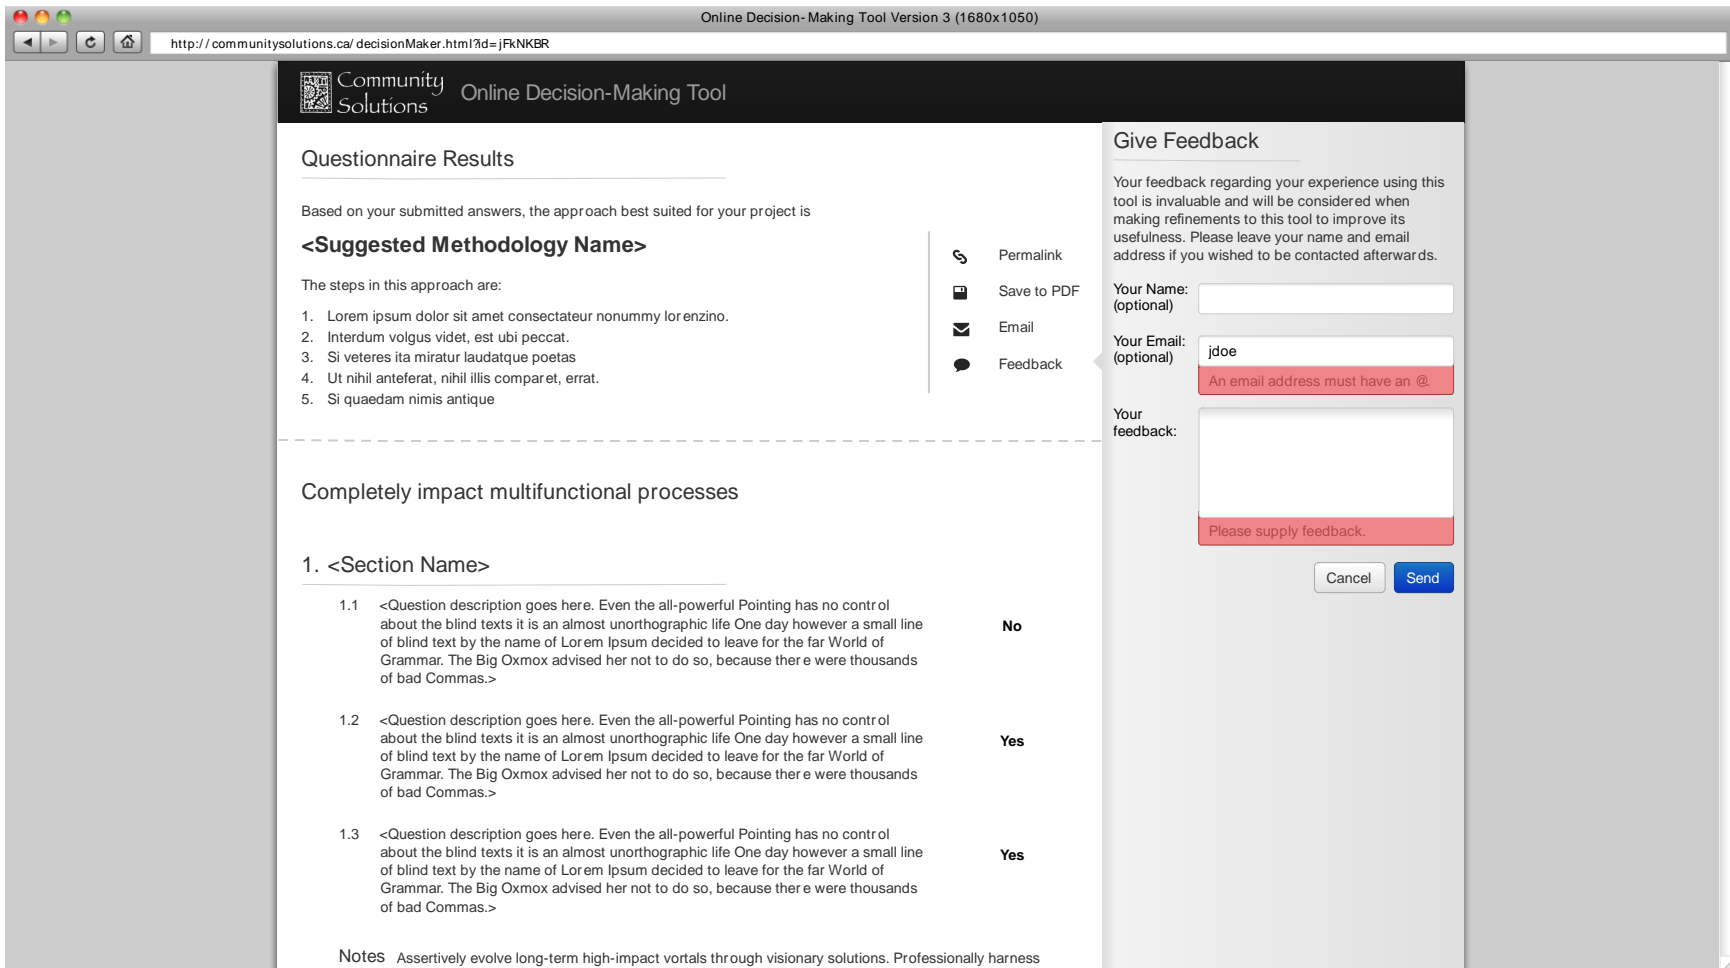 Online Decision-Making Tool Version 3 (1680x1050)
http://communitysolutions.ca/decisionMaker.html?id=jFkNKBR
Community
Solutions
Online Decision-Making Tool
Questionnaire Results
Based on your submitted answers, the approach best suited for your project is
<Suggested Methodology Name>
The steps in this approach are:
1. Lorem ipsum dolor sit amet consectateur nonummy lorenzino.
2. Interdum volgus videt, est ubi peccat.
3. Si veteres ita miratur laudatque poetas
4. Ut nihil anteferat, nihil illis comparet, errat.
5. Si quaedam nimis antique
Permalink
Save to PDF
Email
Feedback
Give Feedback
Your feedback regarding your experience using this
tool is invaluable and will be considered when
making refinements to this tool to improve its
usefulness. Please leave your name and email
address if you wished to be contacted afterwards.
Your Name:
(optional)
Your Email:
(optional)
jdoe
An email address must have an @.
Your
feedback:
Please supply feedback.
Cancel
Send
Completely impact multifunctional processes
1. <Section Name>
1.1 <Question description goes here. Even the all-powerful Pointing has no control
about the blind texts it is an almost unorthographic life One day however a small line
of blind text by the name of Lorem Ipsum decided to leave for the far World of
Grammar. The Big Oxmox advised her not to do so, because there were thousands
of bad Commas.>
No
1.2 <Question description goes here. Even the all-powerful Pointing has no control
about the blind texts it is an almost unorthographic life One day however a small line
of blind text by the name of Lorem Ipsum decided to leave for the far World of
Grammar. The Big Oxmox advised her not to do so, because there were thousands
of bad Commas.>
Yes
1.3 <Question description goes here. Even the all-powerful Pointing has no control
about the blind texts it is an almost unorthographic life One day however a small line
of blind text by the name of Lorem Ipsum decided to leave for the far World of
Grammar. The Big Oxmox advised her not to do so, because there were thousands
of bad Commas.>
Yes
Notes Assertively evolve long-term high-impact vortals through visionary solutions. Professionally harness